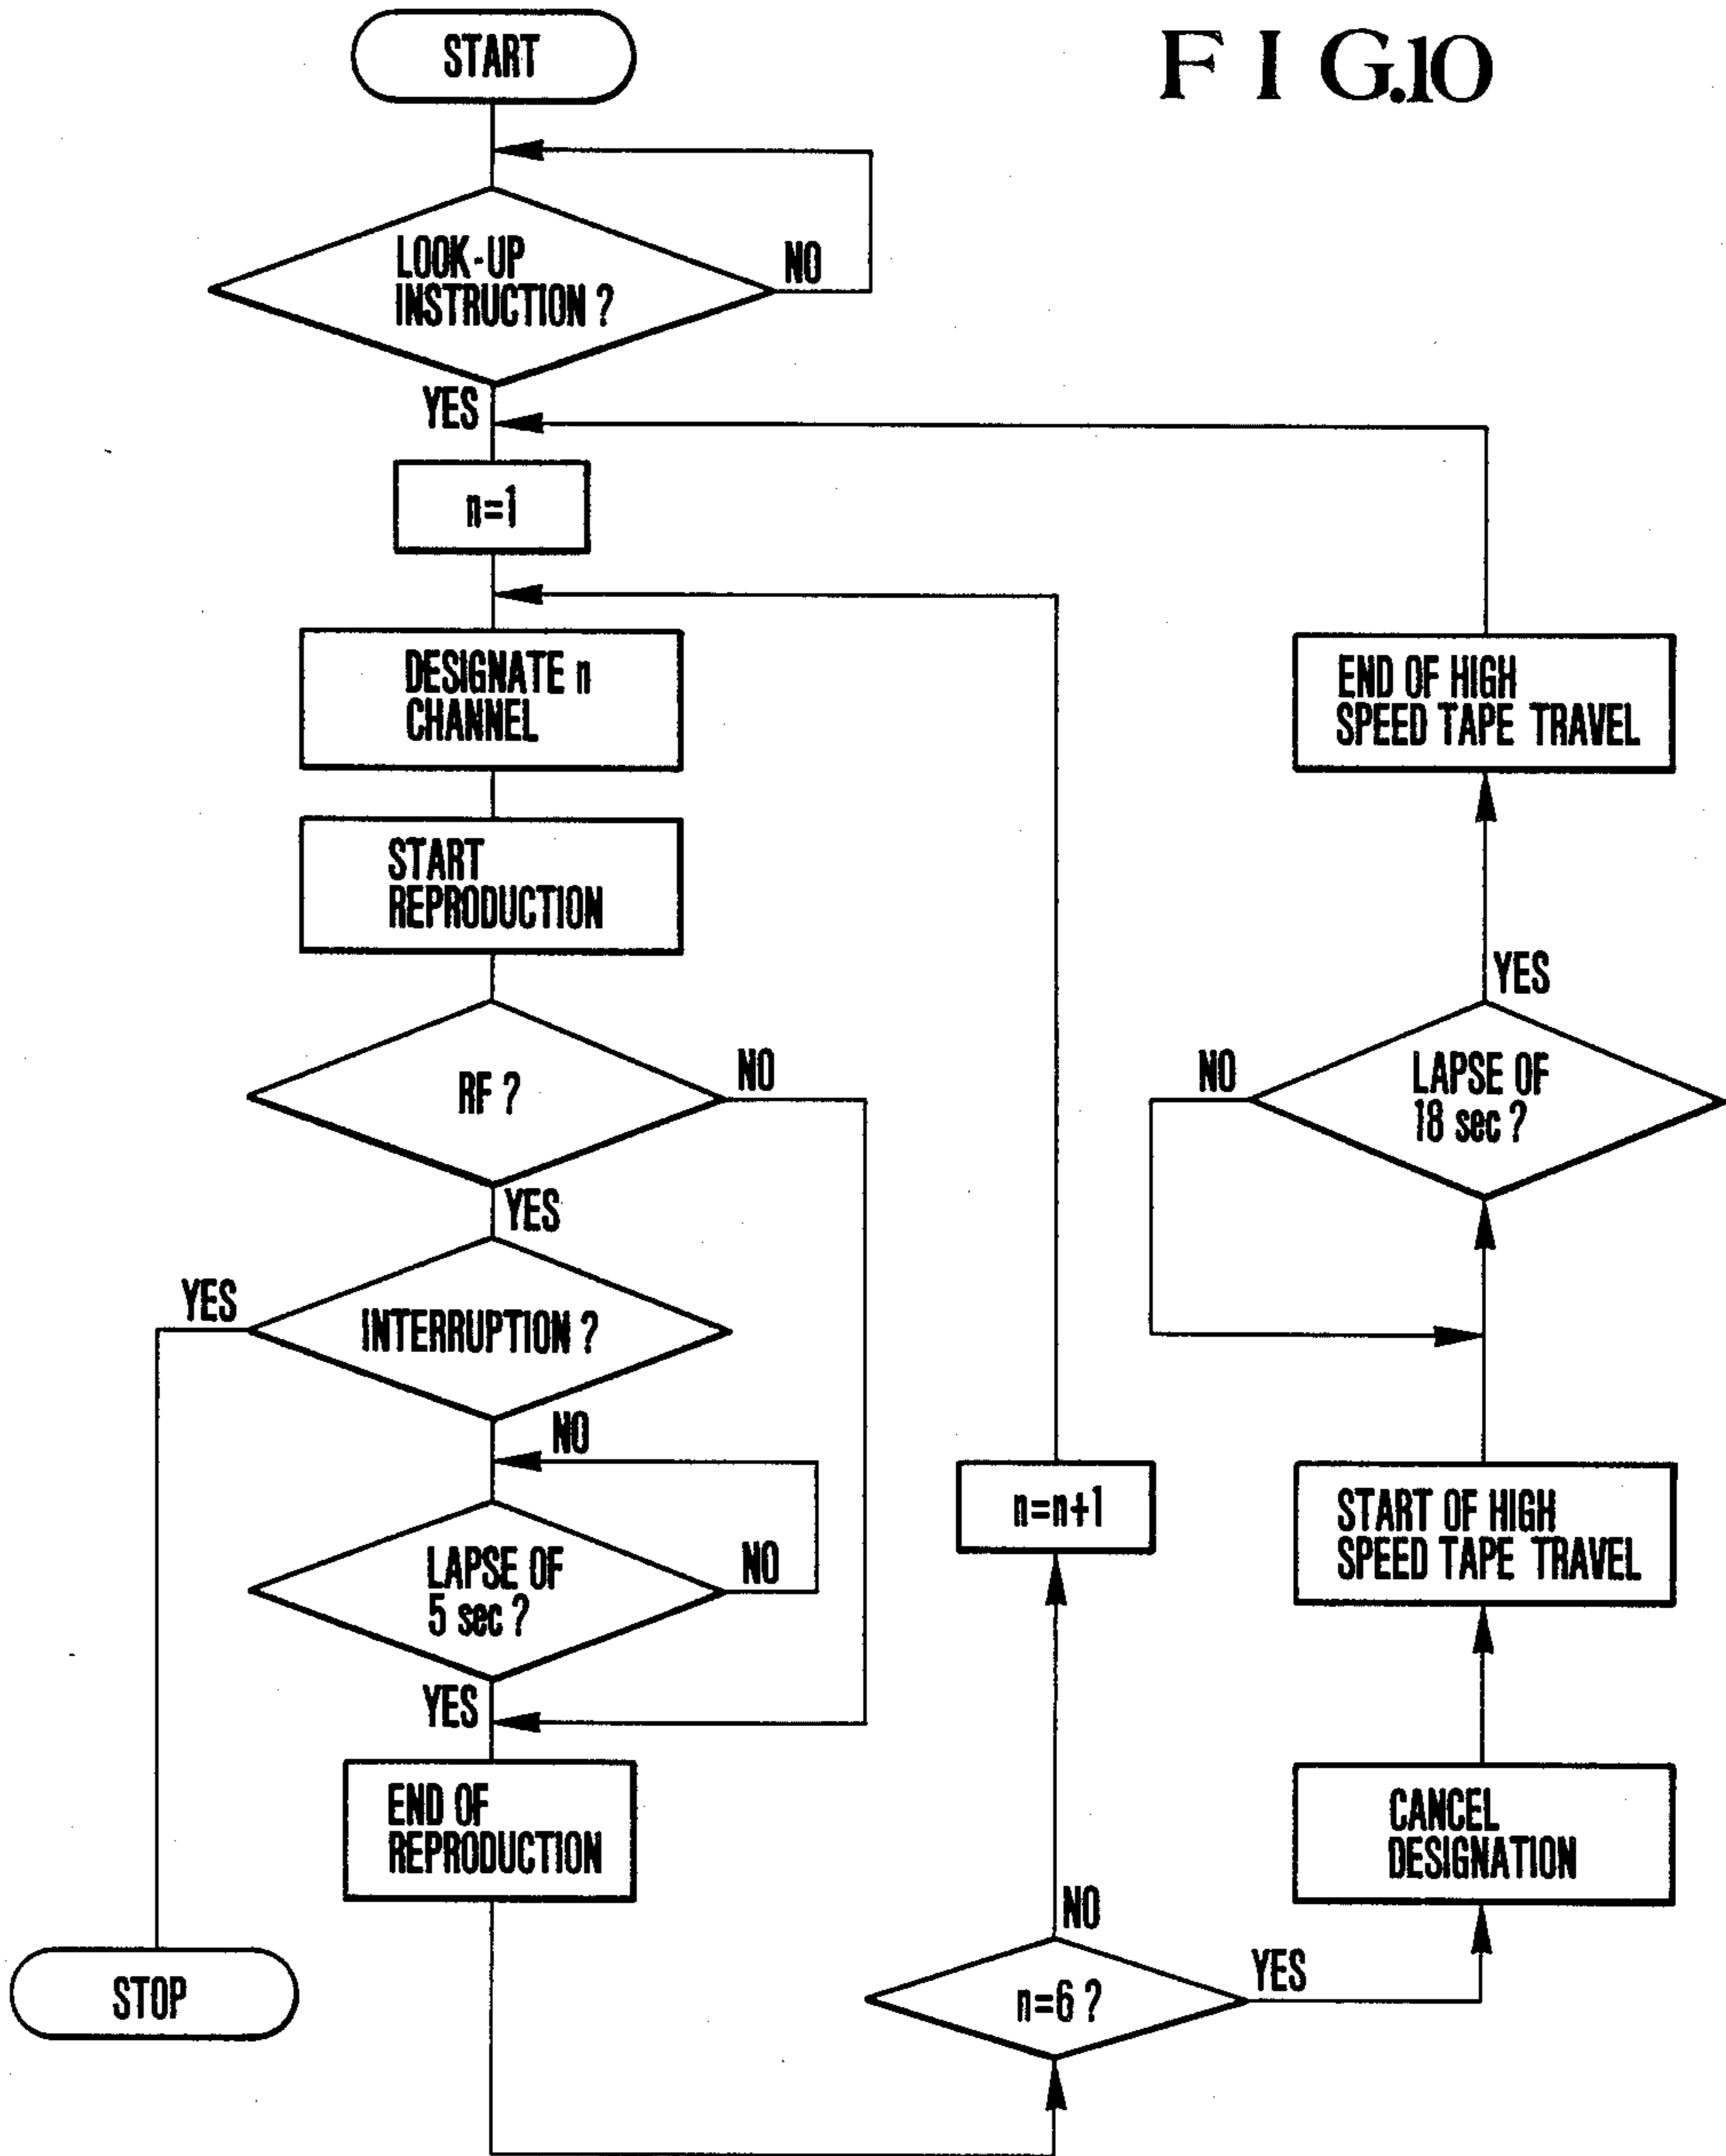 FIG.10
START
LOOK-UP
INSTRUCTION ?
NO
YES
n=1
DESIGNATE n
CHANNEL
START
REPRODUCTION
RF ?
NO
YES
INTERRUPTION ?
YES
NO
LAPSE OF
5 sec ?
NO
YES
END OF
REPRODUCTION
STOP
n=6 ?
NO
YES
n=n+1
CANCEL
DESIGNATION
START OF HIGH
SPEED TAPE TRAVEL
LAPSE OF
18 sec ?
NO
YES
END OF HIGH
SPEED TAPE TRAVEL